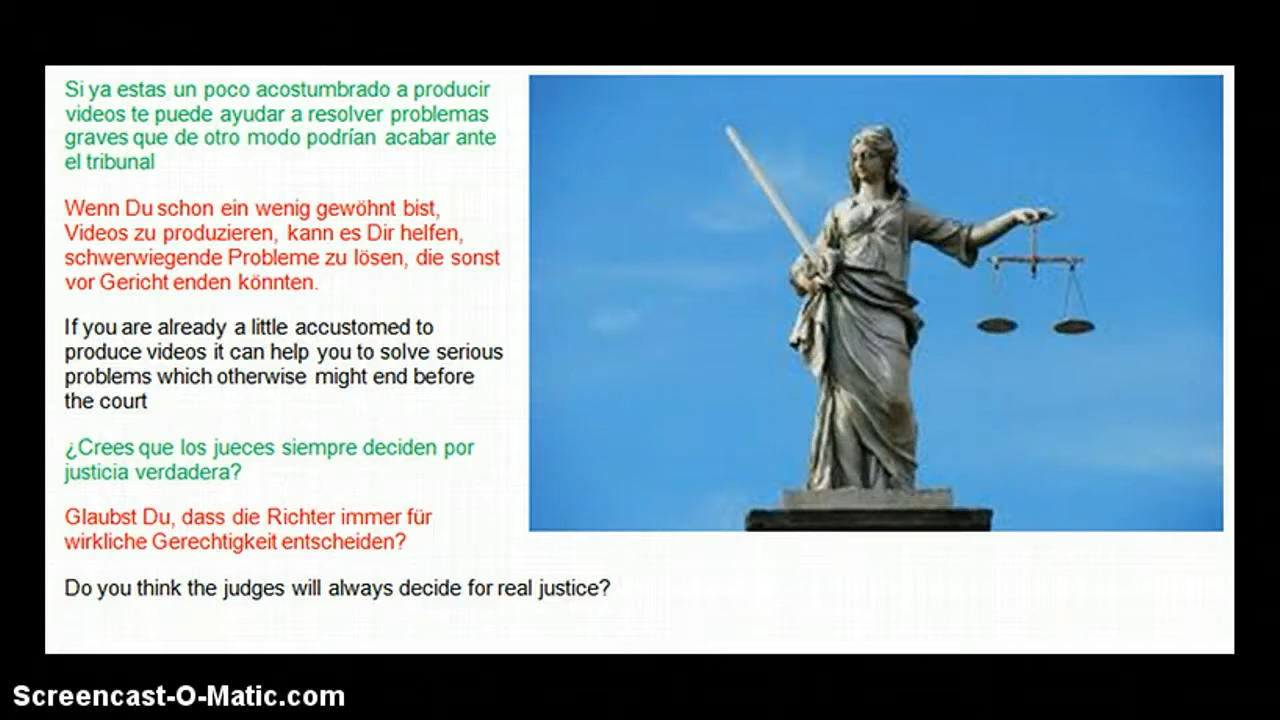 Si ya estas un poco acostumbrado a producir
videos te puede ayudar a resolver problemas
graves que de otro modo podrían acabar ante
el tribunal
Wenn Du schon ein wenig gewöhnt bist,
Videos zu produzieren, kann es Dir helfen,
schwerwiegende Probleme zu lösen, die sonst
vor Gericht enden könnten.
If you are already a little accustomed to
produce videos it can help you to solve serious
problems which otherwise might end before
the court
¿Crees que los jueces siempre deciden por
justicia verdadera?
Glaubst Du, dass die Richter immer für
wirkliche Gerechtigkeit entscheiden?
Do you think the judges will always decide for real justice?
Screencast-O-Matic.com